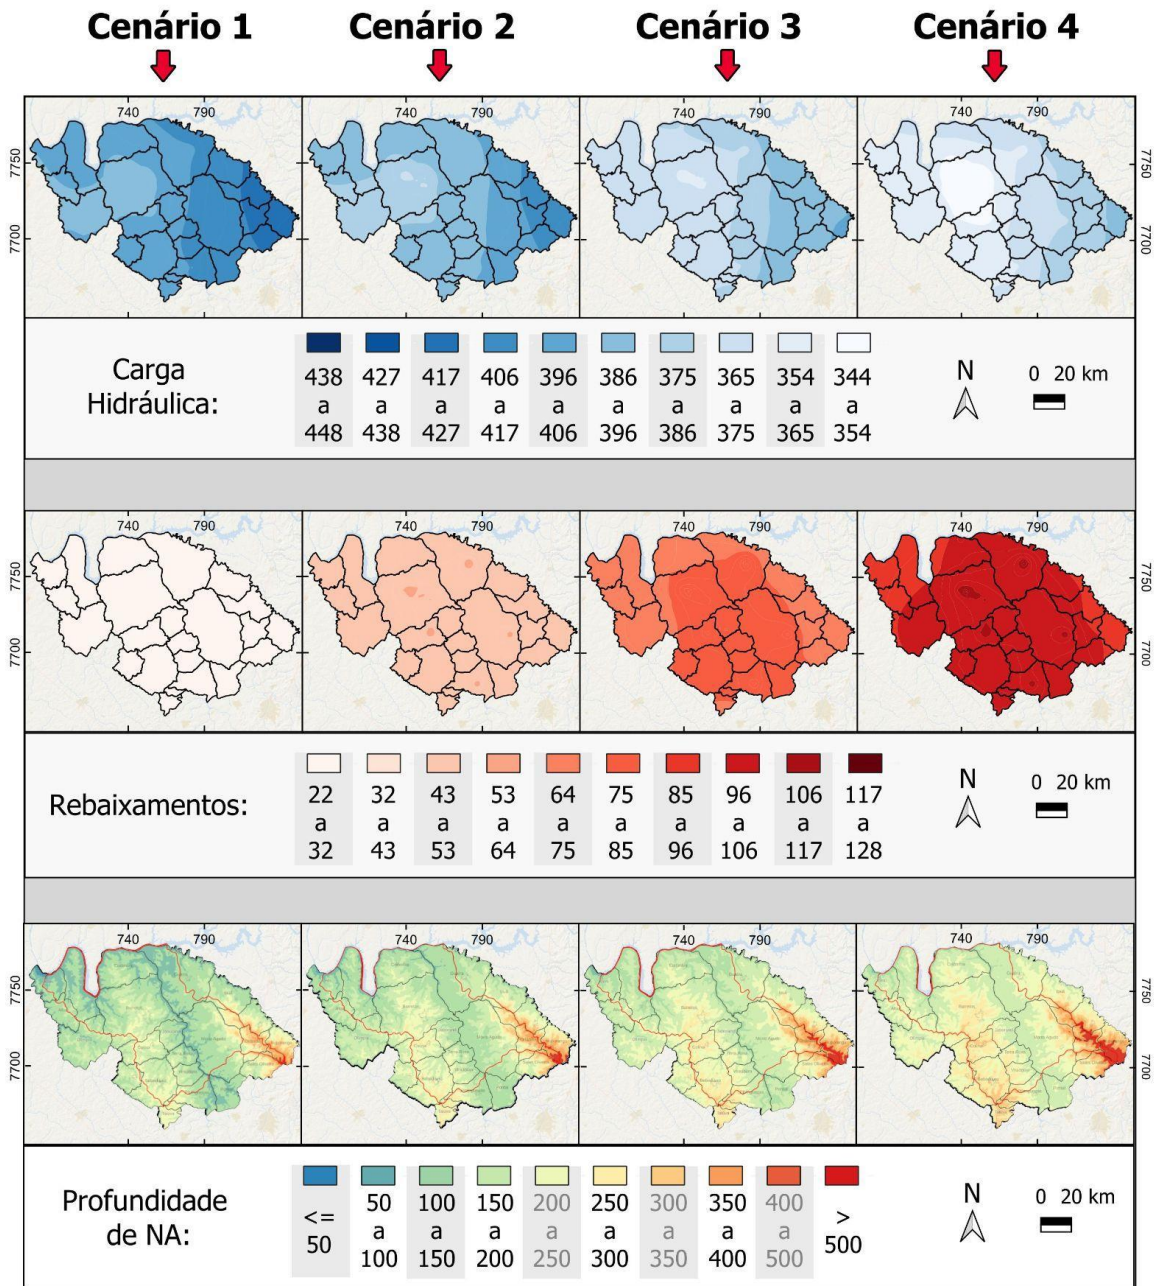 Cenário 1 Cenário 2 Cenário 3 Cenário 4
740 790 740 790 740 790 740 790
7750 7750
7700 7700
Carga
Hidráulica:
438 427 417 406 396 386 375 365 354 344
a a a a a a a a a a
448 438 427 417 406 396 386 375 365 354
N
0 20 km
740 790 740 790 740 790 740 790
7750 7750
7700 7700
Rebaixamentos:
22 32 43 53 64 75 85 96 106 117
a a a a a a a a a a
32 43 53 64 75 85 96 106 117 128
N
0 20 km
740 790 740 790 740 790 740 790
7750 7750
7700 7700
Profundidade
de NA:
<= 50 100 150 200 250 300 350 400 >
a a a a a a a a
50 100 150 200 250 300 350 400 500 500
N
0 20 km